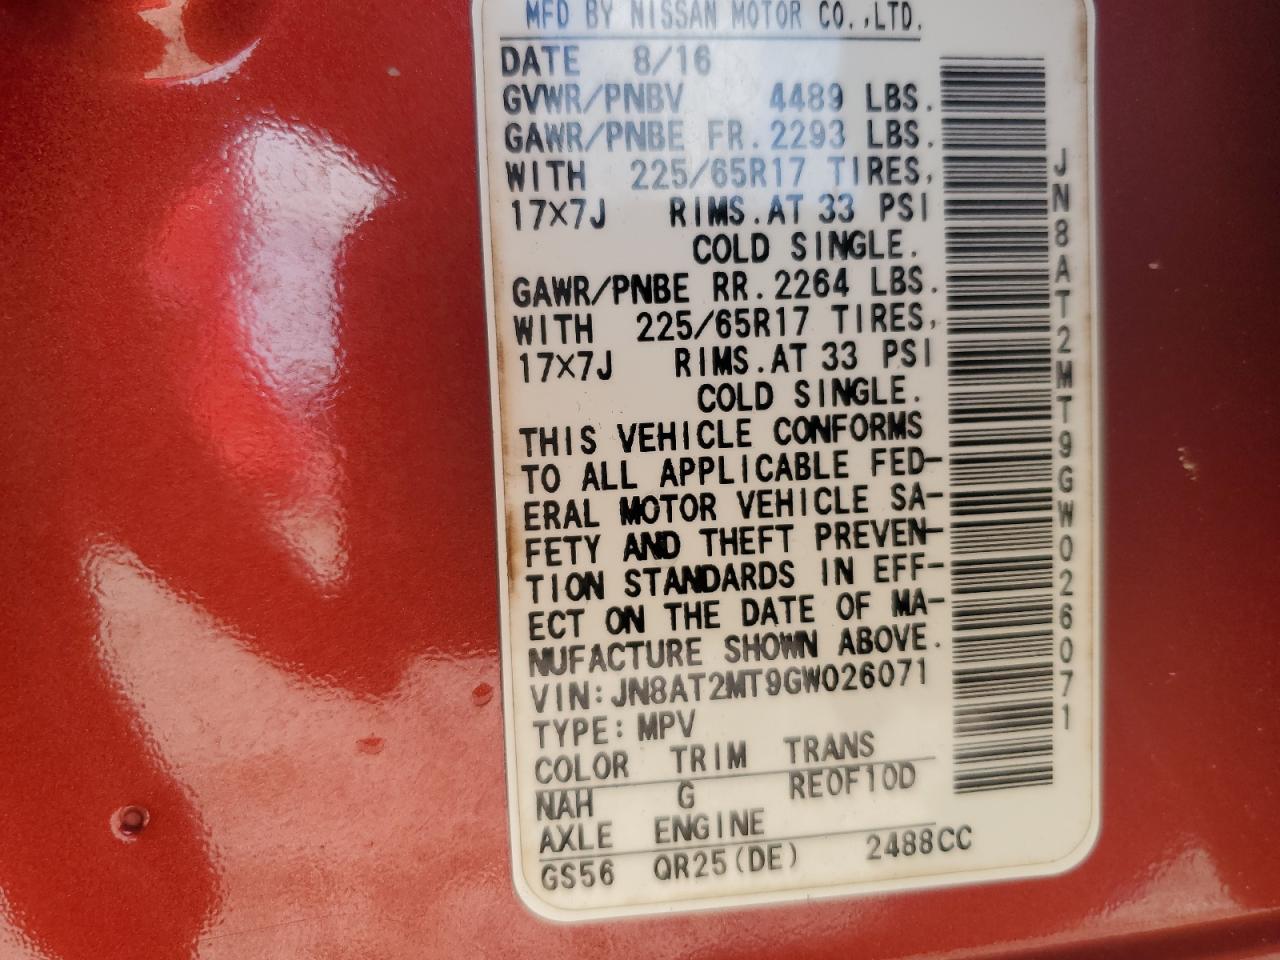 MFD BY NISSAN MOTOR CO.,LTD.
DATE 8/16
GVWR/PNBV 4489 LBS.
GAWR/PNBE FR.2293 LBS.
WITH 225/65R17 TIRES,
17X7J RIMS.AT 33 PSI
COLD SINGLE.
GAWR/PNBE RR.2264 LBS.
WITH 225/65R17 TIRES,
17X7J RIMS.AT 33 PSI
COLD SINGLE.
THIS VEHICLE CONFORMS
TO ALL APPLICABLE FED-
ERAL MOTOR VEHICLE SA-
FETY AND THEFT PREVEN-
TION STANDARDS IN EFF-
ECT ON THE DATE OF MA-
NUFACTURE SHOWN ABOVE.
VIN:JN8AT2MT9GW026071
TYPE:MPV
COLOR TRIM TRANS
NAH G RE0F10D
AXLE ENGINE
GS56 QR25(DE) 2488CC
JN8AT2MT9GW026071